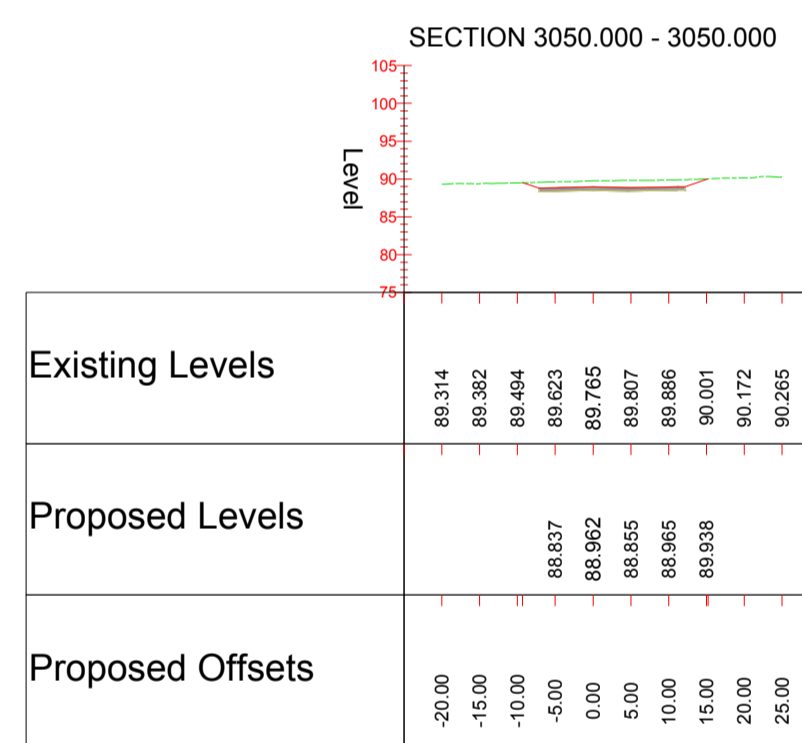 SECTION 3050.000 - 3050.000
105
100
95
90
85
80
75
Level
Existing Levels
89.314 89.382 89.494 89.623 89.765 89.807 89.886 90.001 90.172 90.265
Proposed Levels
88.837 88.962 88.855 88.965 89.938
Proposed Offsets
-20.00 -15.00 -10.00 -5.00 0.00 5.00 10.00 15.00 20.00 25.00